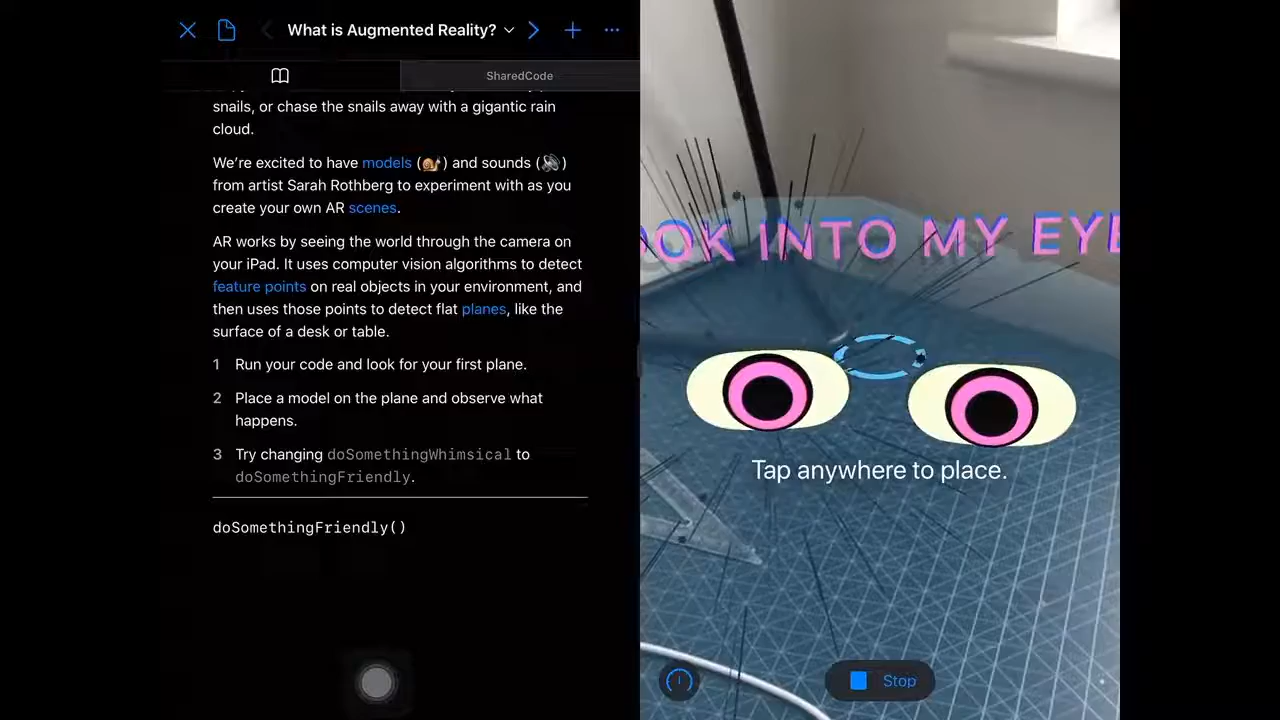 What is Augmented Reality?
SharedCode
snails, or chase the snails away with a gigantic rain
cloud.
We’re excited to have models (🐌) and sounds (🔊)
from artist Sarah Rothberg to experiment with as you
create your own AR scenes.
AR works by seeing the world through the camera on
your iPad. It uses computer vision algorithms to detect
feature points on real objects in your environment, and
then uses those points to detect flat planes, like the
surface of a desk or table.
1 Run your code and look for your first plane.
2 Place a model on the plane and observe what
happens.
3 Try changing doSomethingWhimsical to
doSomethingFriendly.
doSomethingFriendly()
OOK INTO MY EYE
Tap anywhere to place.
Stop